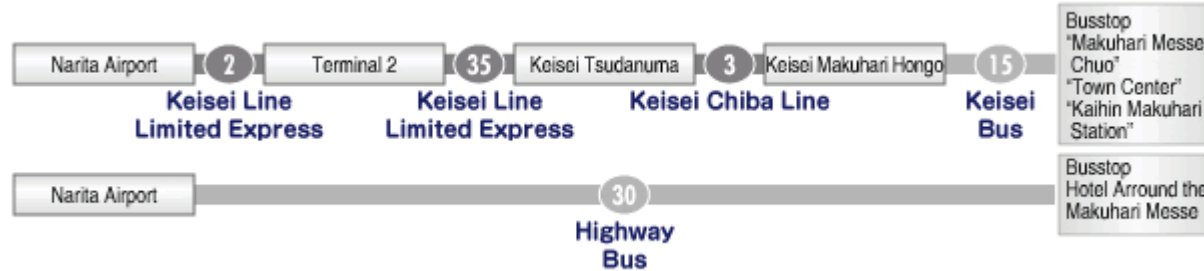 Narita Airport
2
Terminal 2
35
Keisei Tsudanuma
3
Keisei Makuhari Hongo
15
Busstop
"Makuhari Messe
Chuo"
"Town Center"
"Kaihin Makuhari
Station"
Keisei Line
Limited Express
Keisei Line
Limited Express
Keisei Chiba Line
Keisei
Bus
Narita Airport
30
Highway
Bus
Busstop
Hotel Arround the
Makuhari Messe